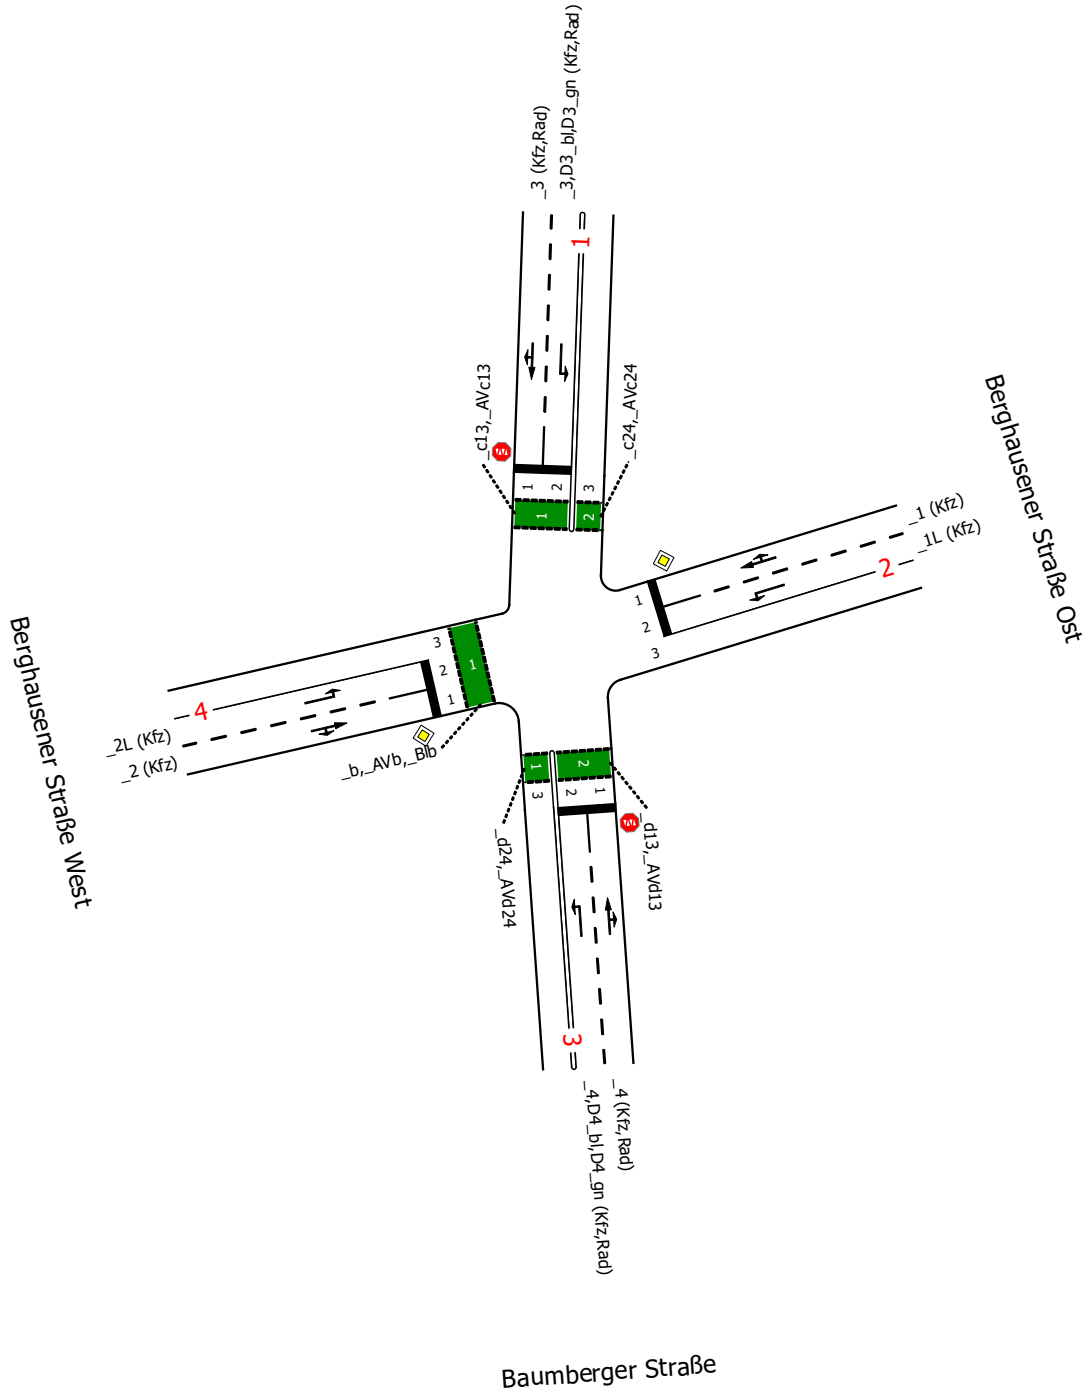 _3 (Kfz,Rad)
_3,D3_bl,D3_gn (Kfz,Rad)
1
_c13,_AVc13
_c24,_AVc24
1
2
3
1
2
Berghausener Straße Ost
_1 (Kfz)
_1L (Kfz)
2
1
2
3
Berghausener Straße West
4
_2L (Kfz)
_2 (Kfz)
3
2
1
1
_b,_AVb,_Blb
1
2
3
2
1
_d24,_AVd24
_d13,_AVd13
3
_4,D4_bl,D4_gn (Kfz,Rad)
_4 (Kfz,Rad)
Baumberger Straße